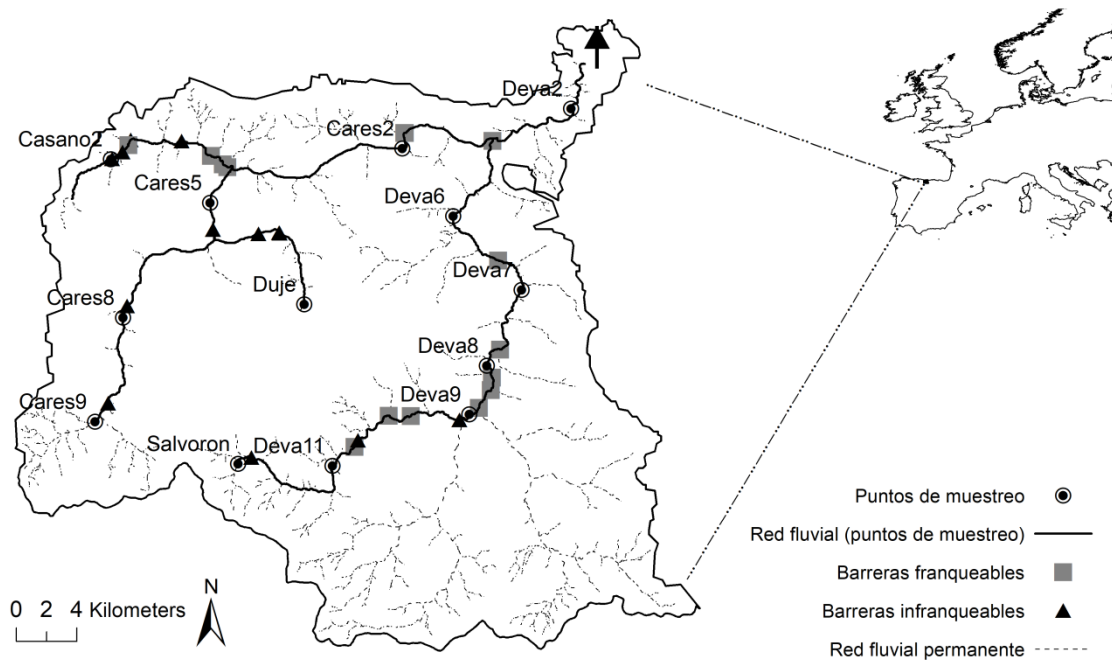 Deva2
Cares2
Casano2
Cares5
Deva6
Deva7
Duje
Cares8
Deva8
Deva9
Cares9
Salvoron
Deva11
N
0 2 4 Kilometers
Puntos de muestreo
Red fluvial (puntos de muestreo)
Barreras franqueables
Barreras infranqueables
Red fluvial permanente